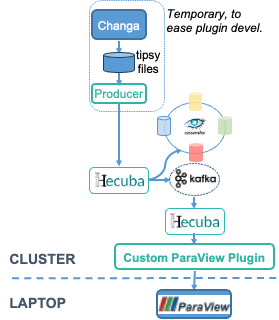 Changa
Temporary, to
ease plugin devel.
tipsy
files
Producer
cassandra
Hecuba
kafka
Hecuba
Custom ParaView Plugin
CLUSTER
LAPTOP
ParaView